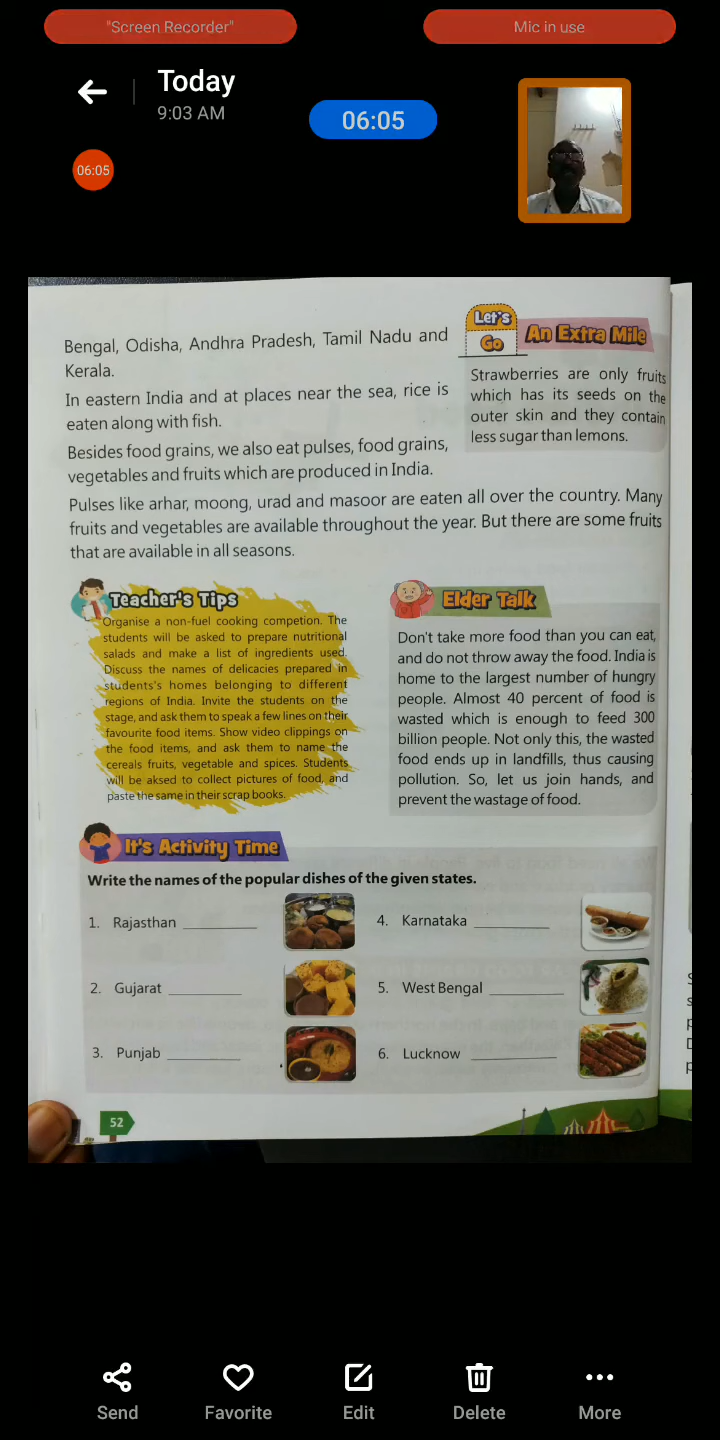 "Screen Recorder"
Mic in use
Today
9:03 AM
06:05
06:05
Bengal, Odisha, Andhra Pradesh, Tamil Nadu and
Kerala.
In eastern India and at places near the sea, rice is
eaten along with fish.
Besides food grains, we also eat pulses, food grains,
vegetables and fruits which are produced in India.
Let's
Go
An Extra Mile
Strawberries are only fruits
which has its seeds on the
outer skin and they contain
less sugar than lemons.
Pulses like arhar, moong, urad and masoor are eaten all over the country. Many
fruits and vegetables are available throughout the year. But there are some fruits
that are available in all seasons.
Teacher's Tips
Organise a non-fuel cooking competion. The
students will be asked to prepare nutritional
salads and make a list of ingredients used.
Discuss the names of delicacies prepared in
students's homes belonging to different
regions of India. Invite the students on the
stage, and ask them to speak a few lines on their
favourite food items. Show video clippings on
the food items, and ask them to name the
cereals fruits, vegetable and spices. Students
will be aksed to collect pictures of food, and
paste the same in their scrap books.
Elder Talk
Don't take more food than you can eat,
and do not throw away the food. India is
home to the largest number of hungry
people. Almost 40 percent of food is
wasted which is enough to feed 300
billion people. Not only this, the wasted
food ends up in landfills, thus causing
pollution. So, let us join hands, and
prevent the wastage of food.
It's Activity Time
Write the names of the popular dishes of the given states.
1. Rajasthan __________
4. Karnataka __________
2. Gujarat __________
5. West Bengal __________
3. Punjab __________
6. Lucknow __________
52
Send
Favorite
Edit
Delete
More